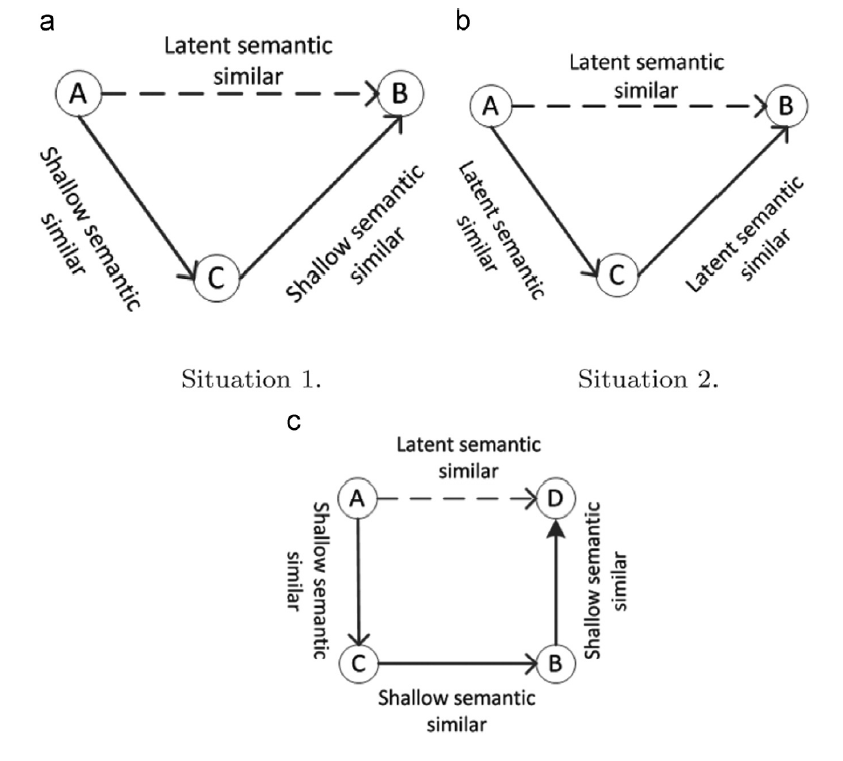 a
Latent semantic
similar
A
B
Shallow semantic
similar
C
Shallow semantic
similar
Situation 1.
b
Latent semantic
similar
A
B
Latent semantic
similar
C
Latent semantic
similar
Situation 2.
c
Latent semantic
similar
A
D
Shallow semantic
similar
Shallow semantic
similar
C
B
Shallow semantic
similar